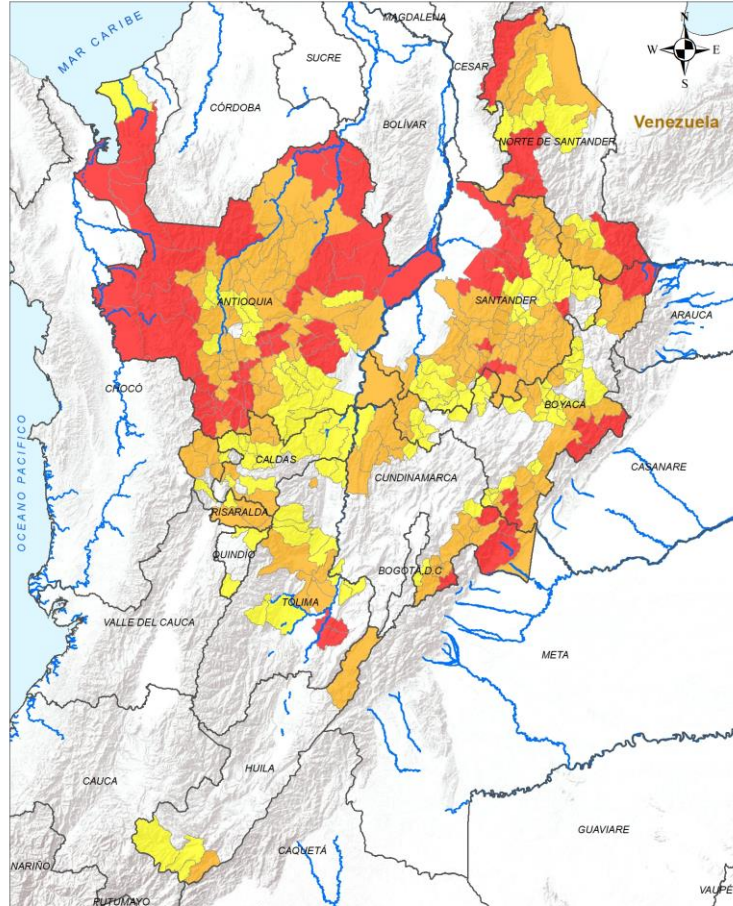 MAGDALENA
N
W E
S
MAR CARIBE
SUCRE
CESAR
CÓRDOBA
BOLÍVAR
Venezuela
NORTE DE SANTANDER
ANTIOQUIA
SANTANDER
ARAUCA
CHOCÓ
BOYACA
CALDAS
CASANARE
CUNDINAMARCA
OCEANO PACIFICO
RISARALDA
QUINDÍO
BOGOTÁ, D.C
TOLIMA
VALLE DEL CAUCA
META
HUILA
CAUCA
GUAVIARE
CAQUETÁ
NARIÑO
PUTUMAYO
VAUPÉ